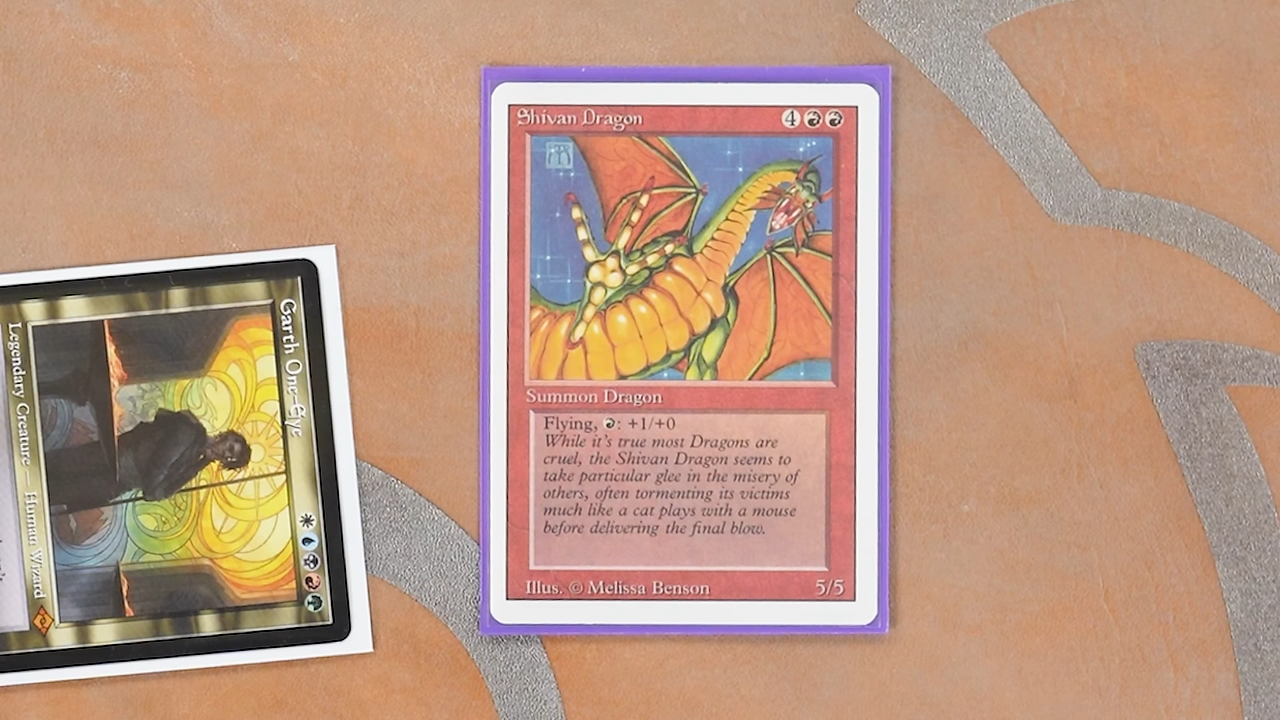 Shivan Dragon 4
Summon Dragon
Flying, : +1/+0
While it's true most Dragons are
cruel, the Shivan Dragon seems to
take particular glee in the misery of
others, often tormenting its victims
much like a cat plays with a mouse
before delivering the final blow.
Illus. © Melissa Benson 5/5
Garth One-Eye
Legendary Creature — Human Wizard